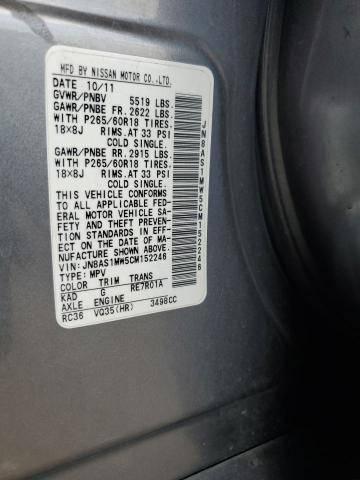 MFD BY NISSAN MOTOR CO.,LTD.
DATE 10/11
GVWR/PNBV 5519 LBS.
GAWR/PNBE FR. 2622 LBS.
WITH P265/60R18 TIRES.
18x8J RIMS. AT 33 PSI
COLD SINGLE.
GAWR/PNBE RR. 2915 LBS.
WITH P265/60R18 TIRES.
18x8J RIMS. AT 33 PSI
COLD SINGLE.
THIS VEHICLE CONFORMS
TO ALL APPLICABLE FED-
ERAL MOTOR VEHICLE SA-
FETY AND THEFT PREV-
ENTION STANDARDS IN EFF-
ECT ON THE DATE OF MA-
NUFACTURE SHOWN ABOVE.
VIN: JN8AS1MW5CM152246
TYPE: MPV
COLOR TRIM TRANS
KAD G RE7R01A
AXLE ENGINE
RC36 VQ35(HR) 3498CC
JN8AS1MW5CM152246